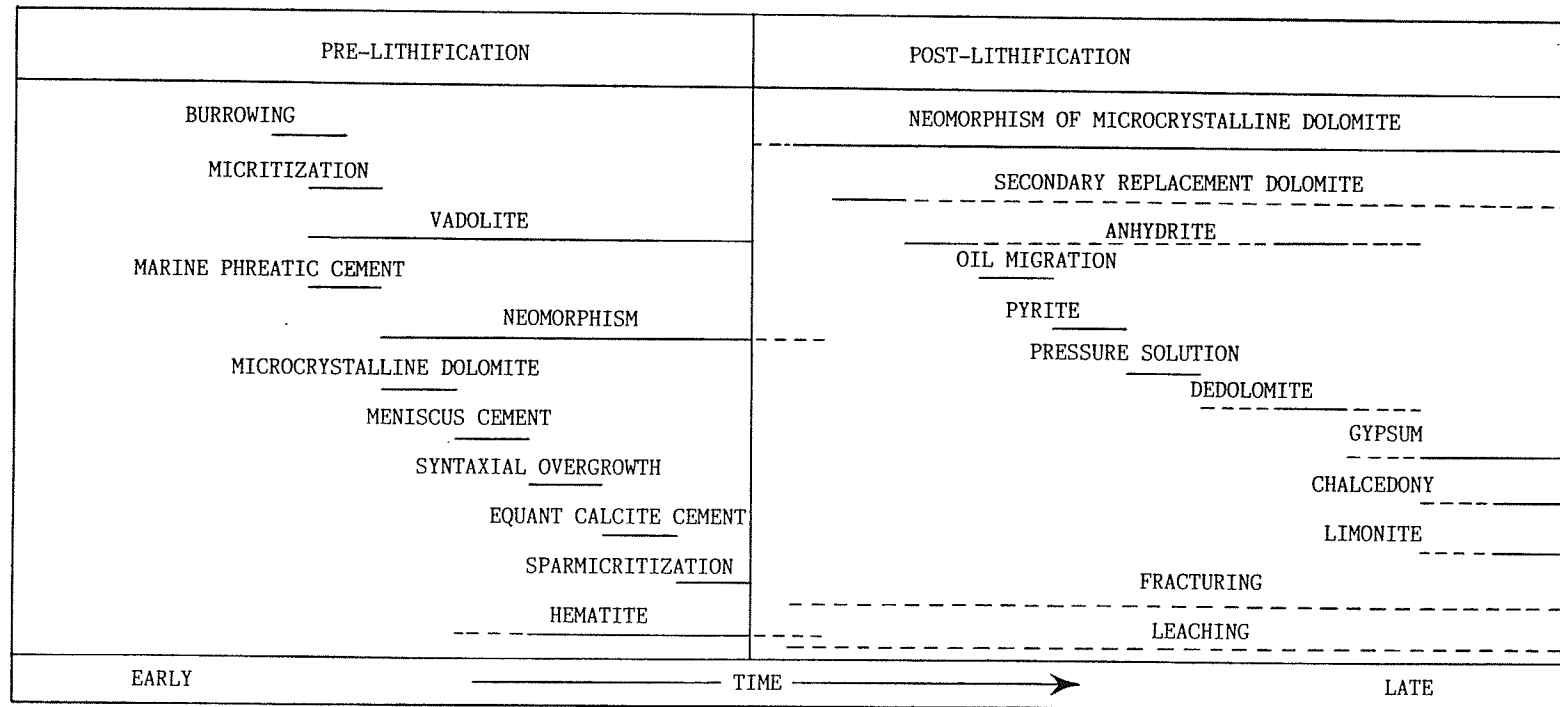 PRE-LITHIFICATION
POST-LITHIFICATION
BURROWING
MICRITIZATION
VADOLITE
MARINE PHREATIC CEMENT
NEOMORPHISM
MICROCRYSTALLINE DOLOMITE
MENISCUS CEMENT
SYNTAXIAL OVERGROWTH
EQUANT CALCITE CEMENT
SPARMICRITIZATION
HEMATITE
NEOMORPHISM OF MICROCRYSTALLINE DOLOMITE
SECONDARY REPLACEMENT DOLOMITE
ANHYDRITE
OIL MIGRATION
PYRITE
PRESSURE SOLUTION
DEDOLOMITE
GYPSUM
CHALCEDONY
LIMONITE
FRACTURING
LEACHING
EARLY
TIME
LATE